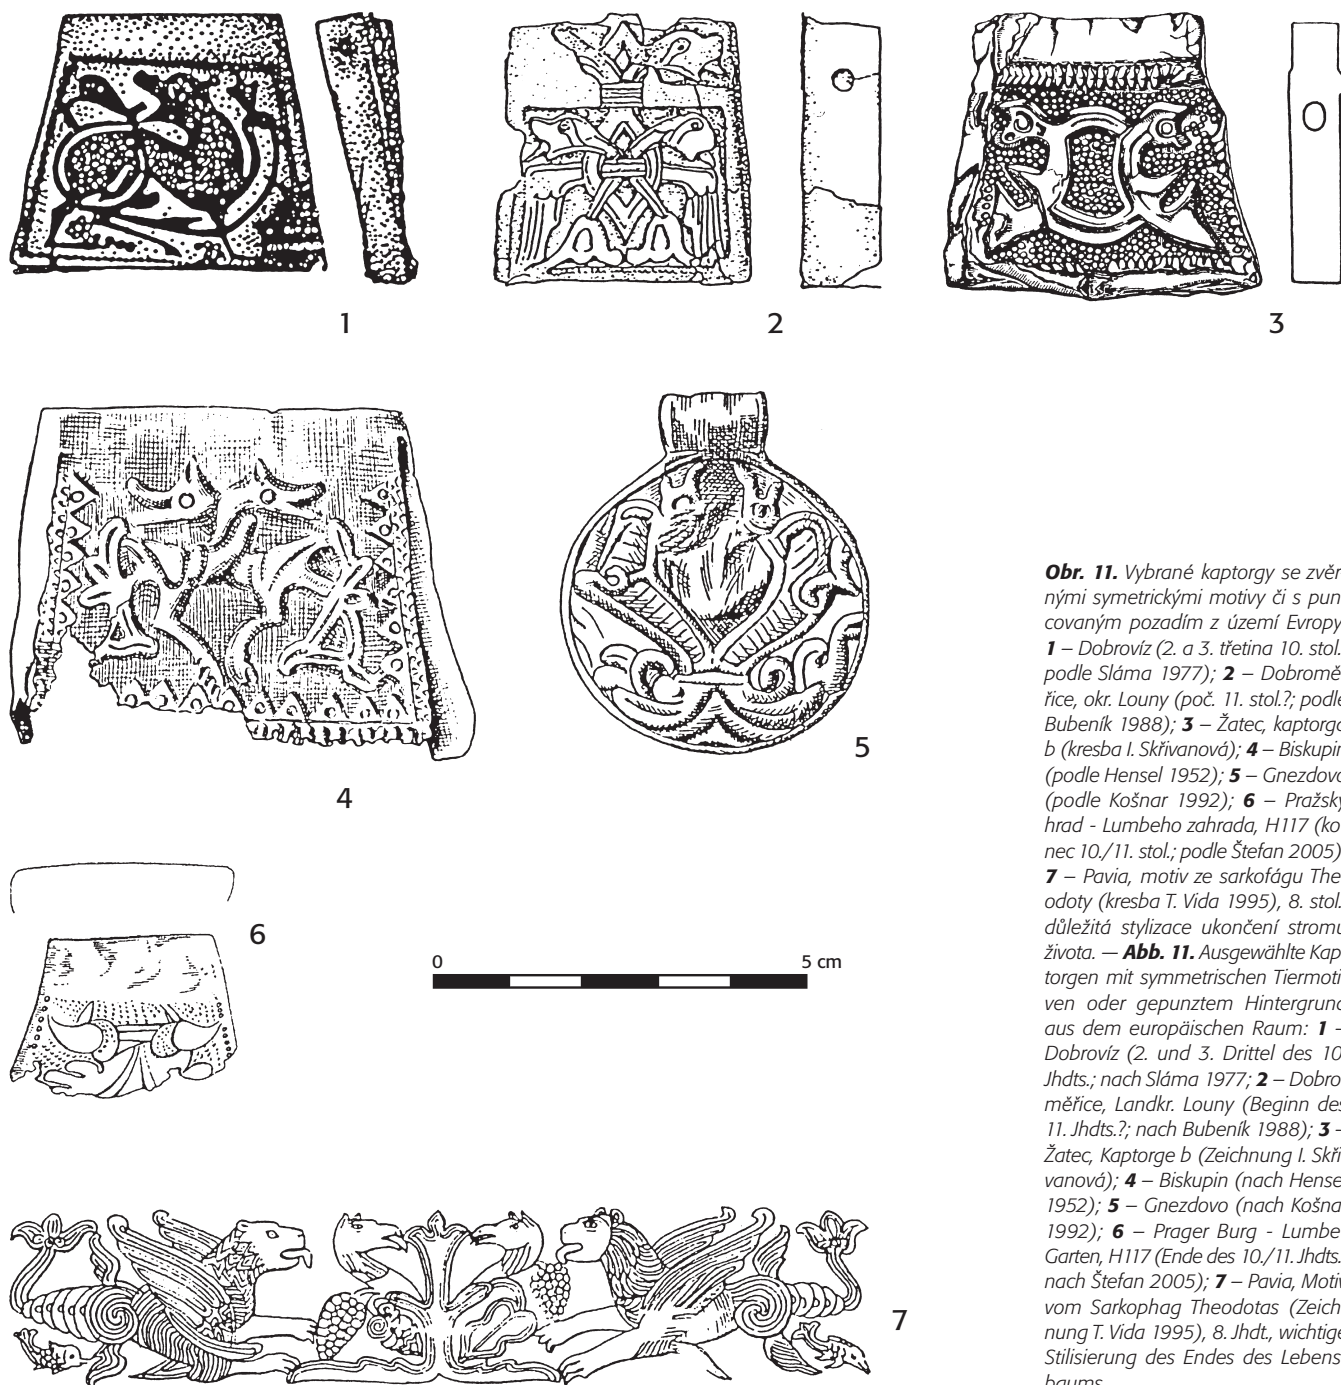 1
2
3
4
5
6
0
5 cm
7
Obr. 11. Vybrané kaptorgy se zvěr
nými symetrickými motivy či s pun
covaným pozadím z území Evropy
1 – Dobrovíz (2. a 3. třetina 10. stol.
podle Sláma 1977); 2 – Dobromě
řice, okr. Louny (poč. 11. stol.?; podle
Bubeník 1988); 3 – Žatec, kaptorga
b (kresba I. Skřivanová); 4 – Biskupin
(podle Hensel 1952); 5 – Gnezdovo
(podle Košnar 1992); 6 – Pražský
hrad - Lumbeho zahrada, H117 (ko
nec 10./11. stol.; podle Štefan 2005)
7 – Pavia, motiv ze sarkofágu The
odoty (kresba T. Vida 1995), 8. stol.
důležitá stylizace ukončení stromu
života. — Abb. 11. Ausgewählte Kap
torgen mit symmetrischen Tiermoti
ven oder gepunztem Hintergrund
aus dem europäischen Raum: 1 -
Dobrovíz (2. und 3. Drittel des 10
Jhdts.; nach Sláma 1977; 2 – Dobro
měřice, Landkr. Louny (Beginn des
11. Jhdts.?; nach Bubeník 1988); 3 -
Žatec, Kaptorge b (Zeichnung I. Skři
vanová); 4 – Biskupin (nach Hense
1952); 5 – Gnezdovo (nach Košna
1992); 6 – Prager Burg - Lumbe
Garten, H117 (Ende des 10./11. Jhdts.
nach Štefan 2005); 7 – Pavia, Motiv
vom Sarkophag Theodotas (Zeich
nung T. Vida 1995), 8. Jhdt., wichtige
Stilisierung des Endes des Lebens
baums.